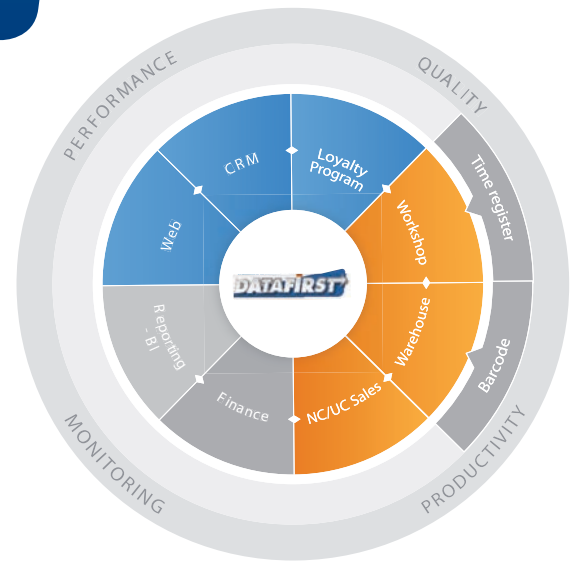 PERFORMANCE
QUALITY
CRM
Loyalty
Program
Time register
Workshop
Web
DATAFIRST
Reporting
- BI
Warehouse
Barcode
Finance
NC/UC Sales
MONITORING
PRODUCTIVITY